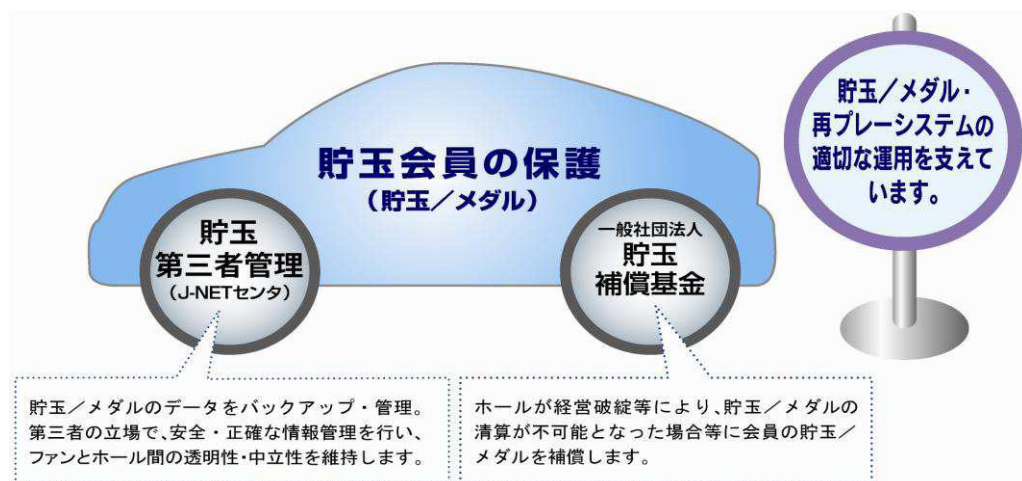 貯玉会員の保護
(貯玉／メダル)
貯玉
第三者管理
(J-NETセンタ)
一般社団法人
貯玉
補償基金
貯玉／メダル・
再プレーシステムの
適切な運用を支えて
います。
貯玉／メダルのデータをバックアップ・管理。
第三者の立場で、安全・正確な情報管理を行い、
ファンとホール間の透明性・中立性を維持します。
ホールが経営破綻等により、貯玉／メダルの
清算が不可能となった場合等に会員の貯玉／
メダルを補償します。